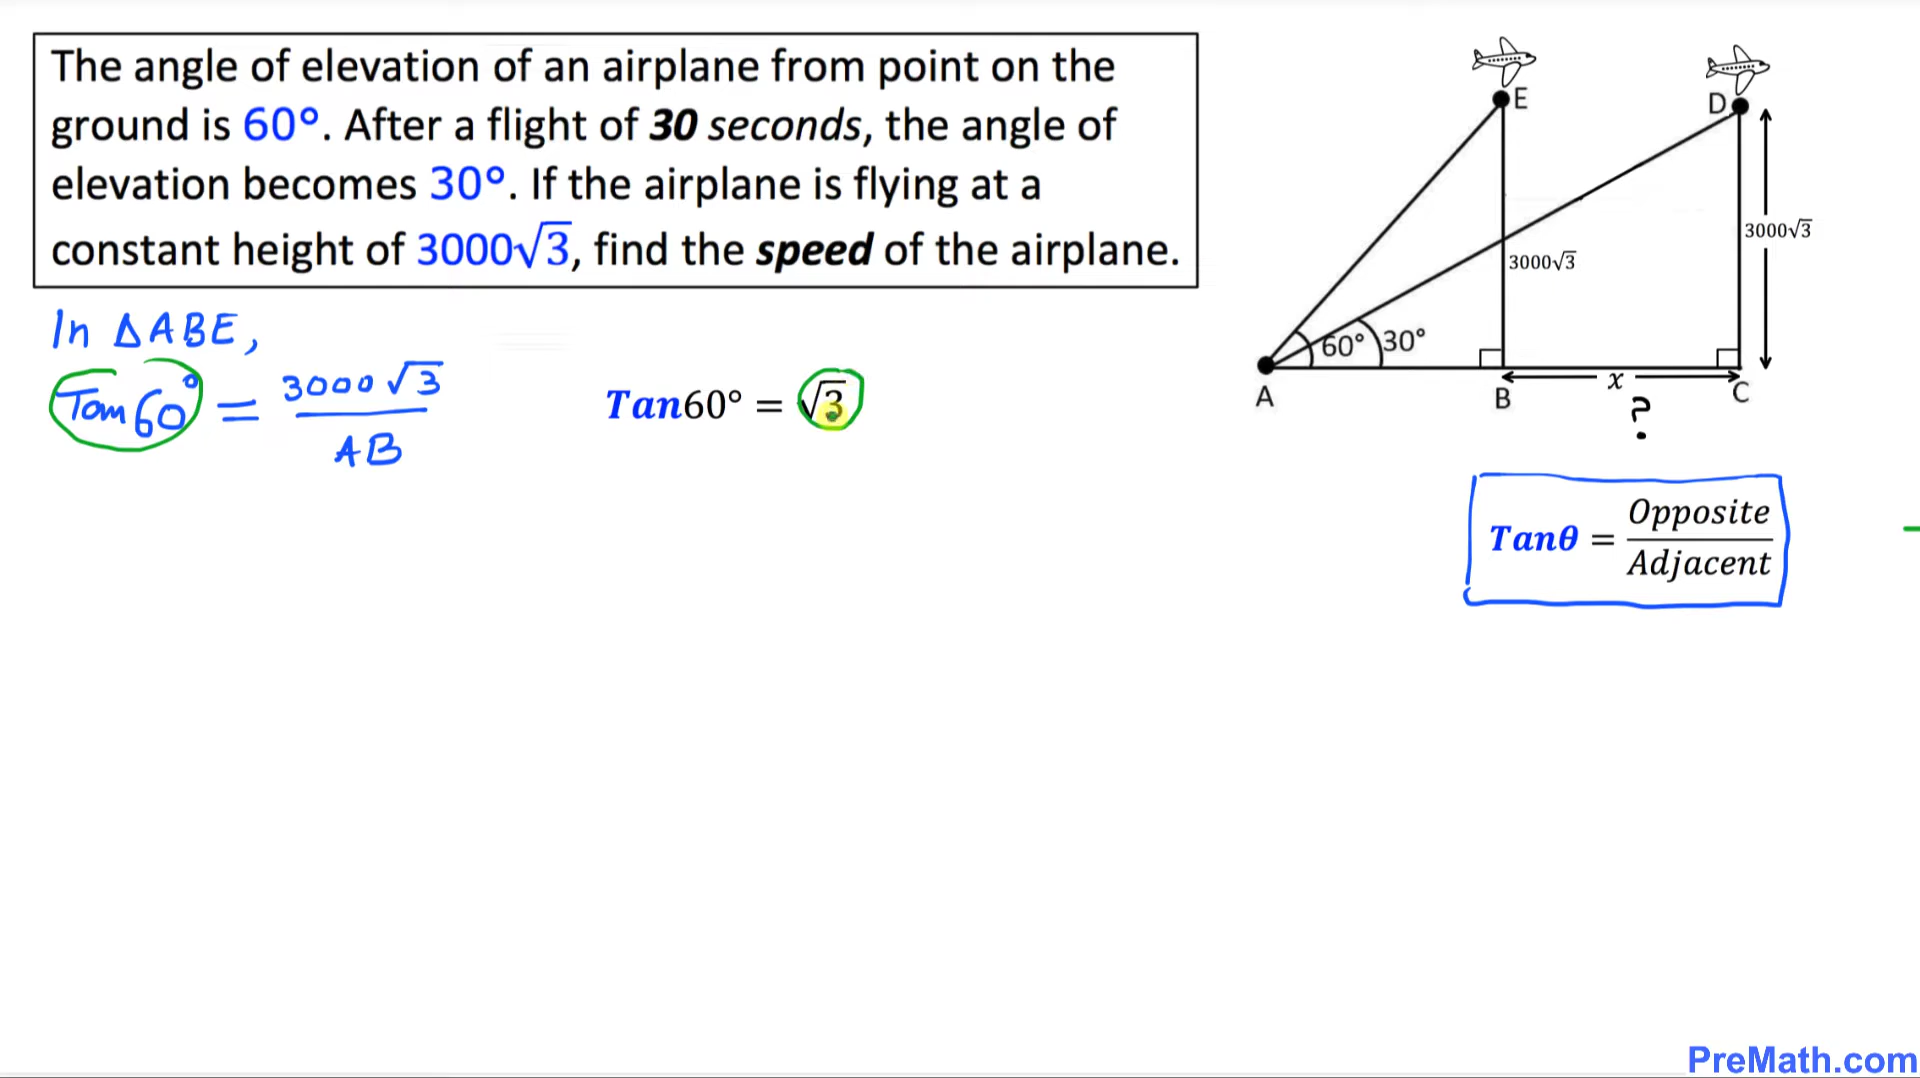 The angle of elevation of an airplane from point on the
ground is 60°. After a flight of 30 seconds, the angle of
elevation becomes 30°. If the airplane is flying at a
constant height of 3000√3, find the speed of the airplane.
In ΔABE,
Tan 60° = 3000√3 / AB
Tan60° = √3
E
D
3000√3
3000√3
60° 30°
A
B
x
C
?
Tanθ = Opposite / Adjacent
PreMath.com